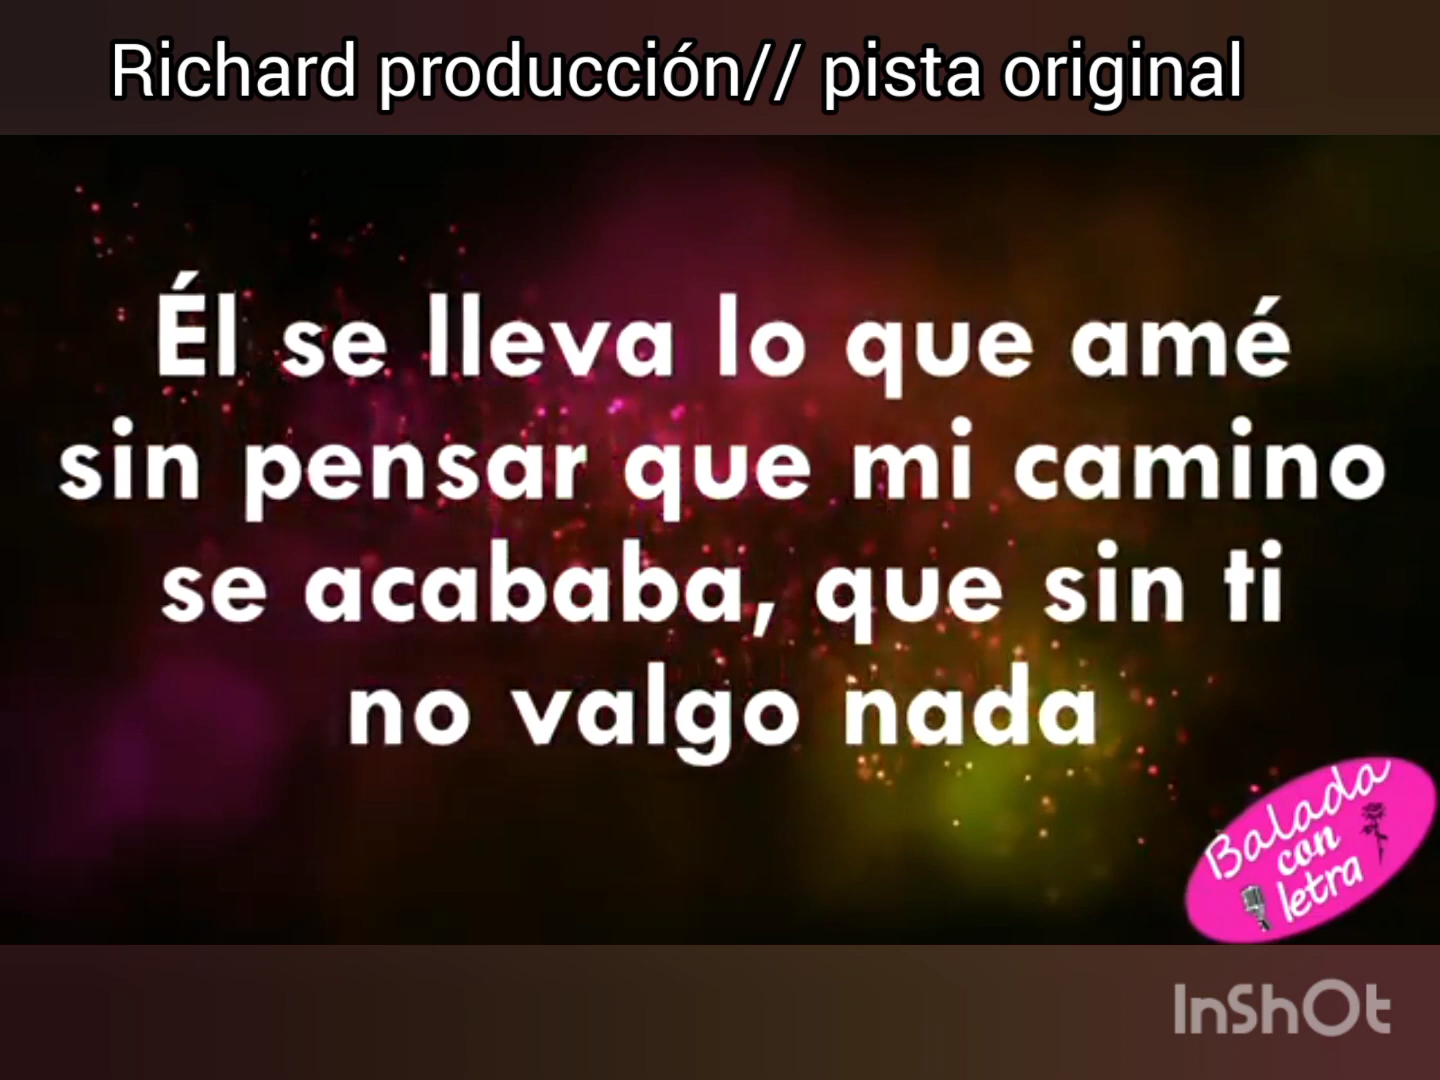 Richard producción// pista original
Él se lleva lo que amé
sin pensar que mi camino
se acababa, que sin ti
no valgo nada
Balada
con
letra
InShOt